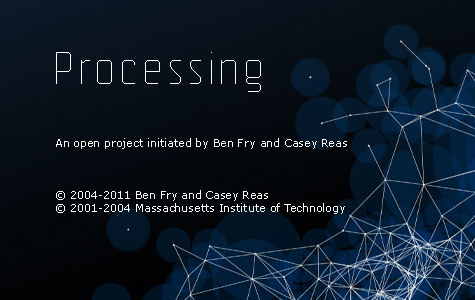 Processing
An open project initiated by Ben Fry and Casey Reas
© 2004-2011 Ben Fry and Casey Reas
© 2001-2004 Massachusetts Institute of Technology